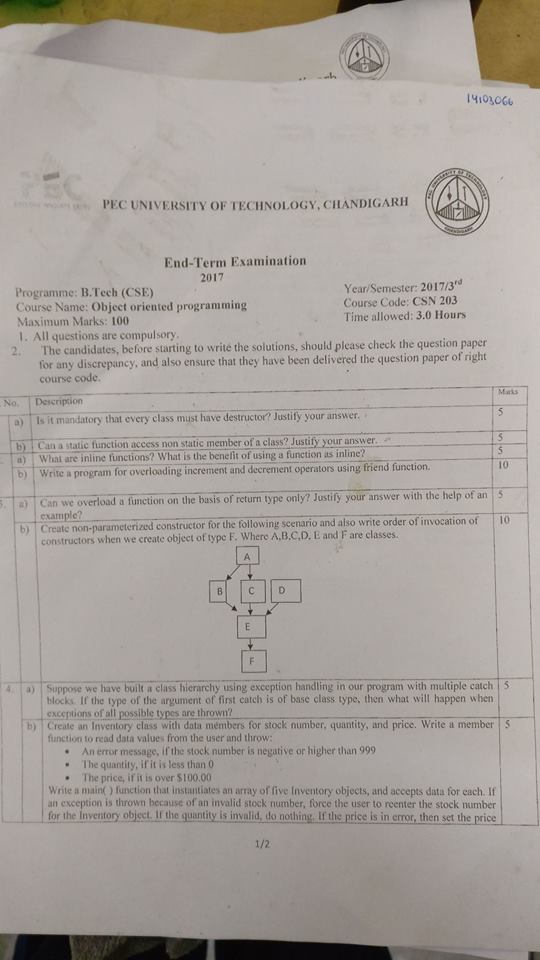 14103066
PEC UNIVERSITY OF TECHNOLOGY, CHANDIGARH
End-Term Examination
2017
Programme: B.Tech (CSE)
Year/Semester: 2017/3rd
Course Name: Object oriented programming
Course Code: CSN 203
Maximum Marks: 100
Time allowed: 3.0 Hours
1. All questions are compulsory.
2. The candidates, before starting to write the solutions, should please check the question paper
for any discrepancy, and also ensure that they have been delivered the question paper of right
course code.
No. Description Marks
a) Is it mandatory that every class must have destructor? Justify your answer. 5
b) Can a static function access non static member of a class? Justify your answer. 5
a) What are inline functions? What is the benefit of using a function as inline? 5
b) Write a program for overloading increment and decrement operators using friend function. 10
a) Can we overload a function on the basis of return type only? Justify your answer with the help of an 5
example?
b) Create non-parameterized constructor for the following scenario and also write order of invocation of 10
constructors when we create object of type F. Where A,B,C,D, E and F are classes.
A
B C D
E
F
4. a) Suppose we have built a class hierarchy using exception handling in our program with multiple catch 5
blocks. If the type of the argument of first catch is of base class type, then what will happen when
exceptions of all possible types are thrown?
b) Create an Inventory class with data members for stock number, quantity, and price. Write a member 5
function to read data values from the user and throw:
• An error message, if the stock number is negative or higher than 999
• The quantity, if it is less than 0
• The price, if it is over $100.00
Write a main( ) function that instantiates an array of five Inventory objects, and accepts data for each. If
an exception is thrown because of an invalid stock number, force the user to reenter the stock number
for the Inventory object. If the quantity is invalid, do nothing. If the price is in error, then set the price
1/2